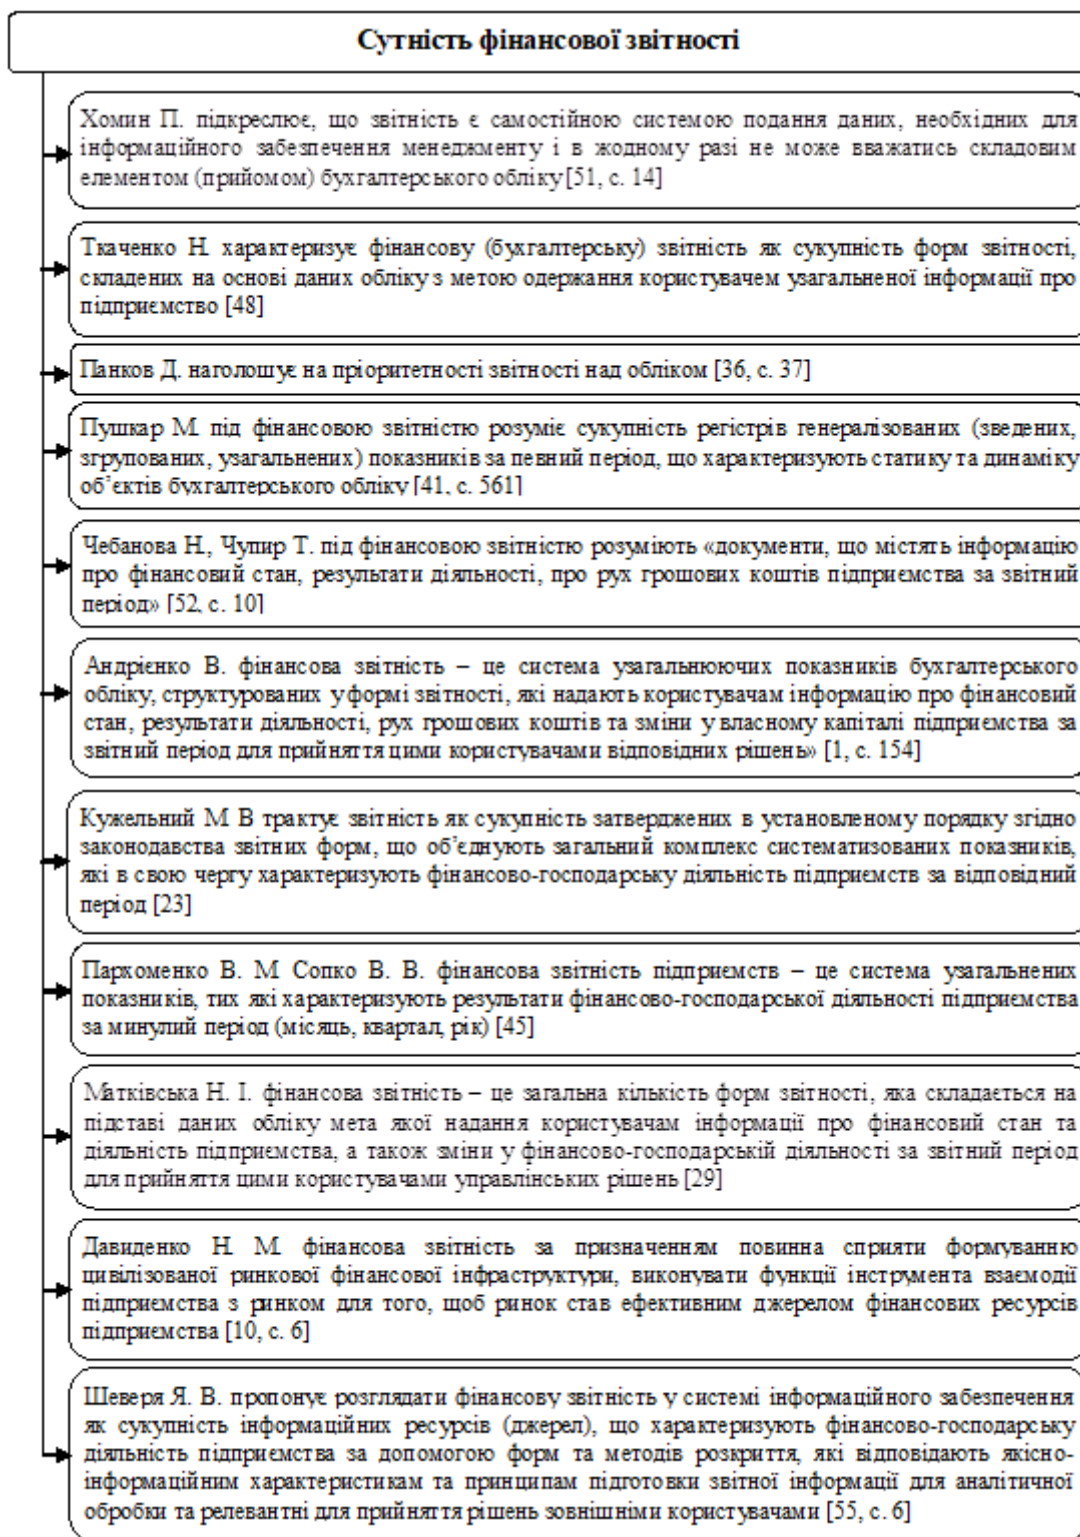 Сутність фінансової звітності
Хомин П. підкреслює, що звітність є самостійною системою подання даних, необхідних для
інформаційного забезпечення менеджменту і в жодному разі не може вважатись складовим
елементом (прийомом) бухгалтерського обліку [51, с. 14]
Ткаченко Н. характеризує фінансову (бухгалтерську) звітність як сукупність форм звітності,
складених на основі даних обліку з метою одержання користувачем узагальненої інформації про
підприємство [48]
Панков Д. наголошує на пріоритетності звітності над обліком [36, с. 37]
Пушкар М. під фінансовою звітністю розуміє сукупність регістрів генералізованих (зведених,
згрупованих, узагальнених) показників за певний період, що характеризують статику та динаміку
об’єктів бухгалтерського обліку [41, с. 561]
Чебанова Н., Чупир Т. під фінансовою звітністю розуміють «документи, що містять інформацію
про фінансовий стан, результати діяльності, про рух грошових коштів підприємства за звітний
період» [52, с. 10]
Андрієнко В. фінансова звітність – це система узагальнюючих показників бухгалтерського
обліку, структурованих у формі звітності, які надають користувачам інформацію про фінансовий
стан, результати діяльності, рух грошових коштів та зміни у власному капіталі підприємства за
звітний період для прийняття цими користувачами відповідних рішень» [1, с. 154]
Кужельний М. В трактує звітність як сукупність затверджених в установленому порядку згідно
законодавства звітних форм, що об’єднують загальний комплекс систематизованих показників,
які в свою чергу характеризують фінансово-господарську діяльність підприємств за відповідний
період [23]
Пархоменко В. М. Сопко В. В. фінансова звітність підприємств – це система узагальнених
показників, тих які характеризують результати фінансово-господарської діяльності підприємства
за минулий період (місяць, квартал, рік) [45]
Матківська Н. І. фінансова звітність – це загальна кількість форм звітності, яка складається на
підставі даних обліку мета якої надання користувачам інформації про фінансовий стан та
діяльність підприємства, а також зміни у фінансово-господарській діяльності за звітний період
для прийняття цими користувачами управлінських рішень [29]
Давиденко Н. М. фінансова звітність за призначенням повинна сприяти формуванню
цивілізованої ринкової фінансової інфраструктури, виконувати функції інструмента взаємодії
підприємства з ринком для того, щоб ринок став ефективним джерелом фінансових ресурсів
підприємства [10, с. 6]
Шеверя Я. В. пропонує розглядати фінансову звітність у системі інформаційного забезпечення
як сукупність інформаційних ресурсів (джерел), що характеризують фінансово-господарську
діяльність підприємства за допомогою форм та методів розкриття, які відповідають якісно-
інформаційним характеристикам та принципам підготовки звітної інформації для аналітичної
обробки та релевантні для прийняття рішень зовнішніми користувачами [55, с. 6]